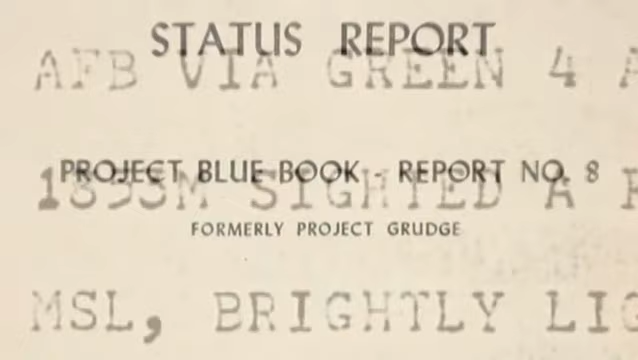 STATUS REPORT
AFB VIA GREEN 4 A
PROJECT BLUE BOOK - REPORT NO. 8
1835M SIGHTED A
FORMERLY PROJECT GRUDGE
MSL, BRIGHTLY LIG